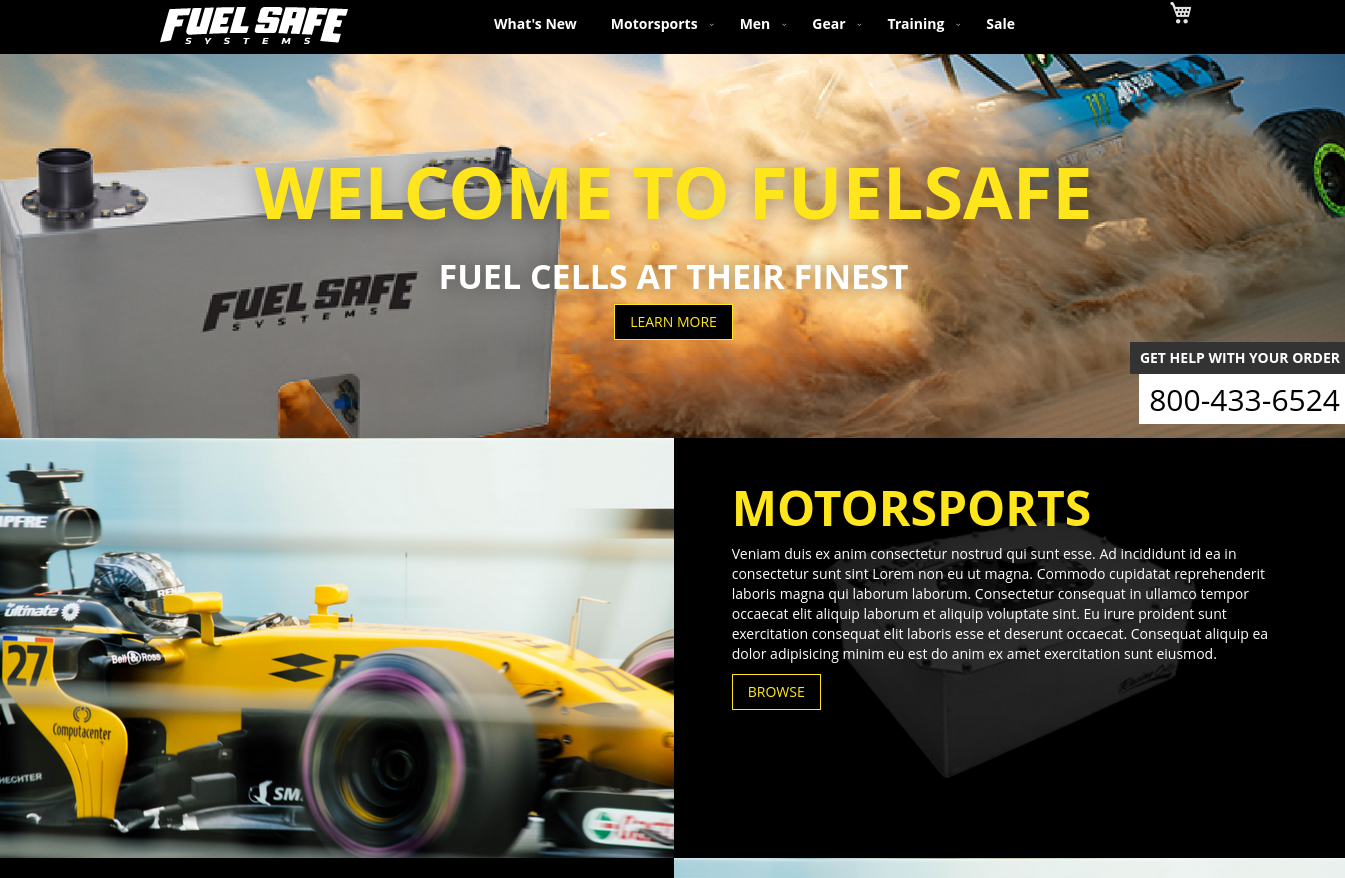 FUEL SAFE
SYSTEMS
What's New
Motorsports
Men
Gear
Training
Sale
WELCOME TO FUELSAFE
FUEL CELLS AT THEIR FINEST
FUEL SAFE
SYSTEMS
LEARN MORE
GET HELP WITH YOUR ORDER
800-433-6524
MOTORSPORTS
Veniam duis ex anim consectetur nostrud qui sunt esse. Ad incididunt id ea in
consectetur sunt sint Lorem non eu ut magna. Commodo cupidatat reprehenderit
laboris magna qui laborum laborum. Consectetur consequat in ullamco tempor
occaecat elit aliquip laborum et aliquip voluptate sint. Eu irure proident sunt
exercitation consequat elit laboris esse et deserunt occaecat. Consequat aliquip ea
dolor adipisicing minim eu est do anim ex amet exercitation sunt eiusmod.
BROWSE
APFRE
ultimate
27
Bell & Ross
27
Computacenter
HECHTER
SM